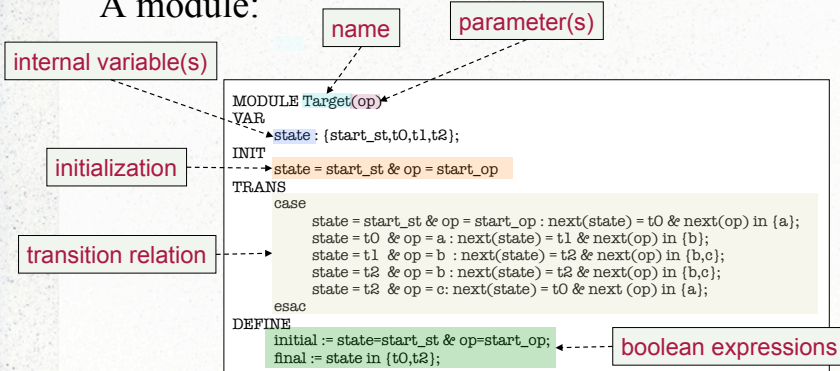 A module:
name
parameter(s)
internal variable(s)
MODULE Target(op)
VAR
state : {start_st,t0,t1,t2};
INIT
initialization
state = start_st & op = start_op
TRANS
case
state = start_st & op = start_op : next(state) = t0 & next(op) in {a};
state = t0 & op = a : next(state) = t1 & next(op) in {b};
transition relation
state = t1 & op = b : next(state) = t2 & next(op) in {b,c};
state = t2 & op = b : next(state) = t2 & next(op) in {b,c};
state = t2 & op = c: next(state) = t0 & next (op) in {a};
esac
DEFINE
initial := state=start_st & op=start_op;
boolean expressions
final := state in {t0,t2};